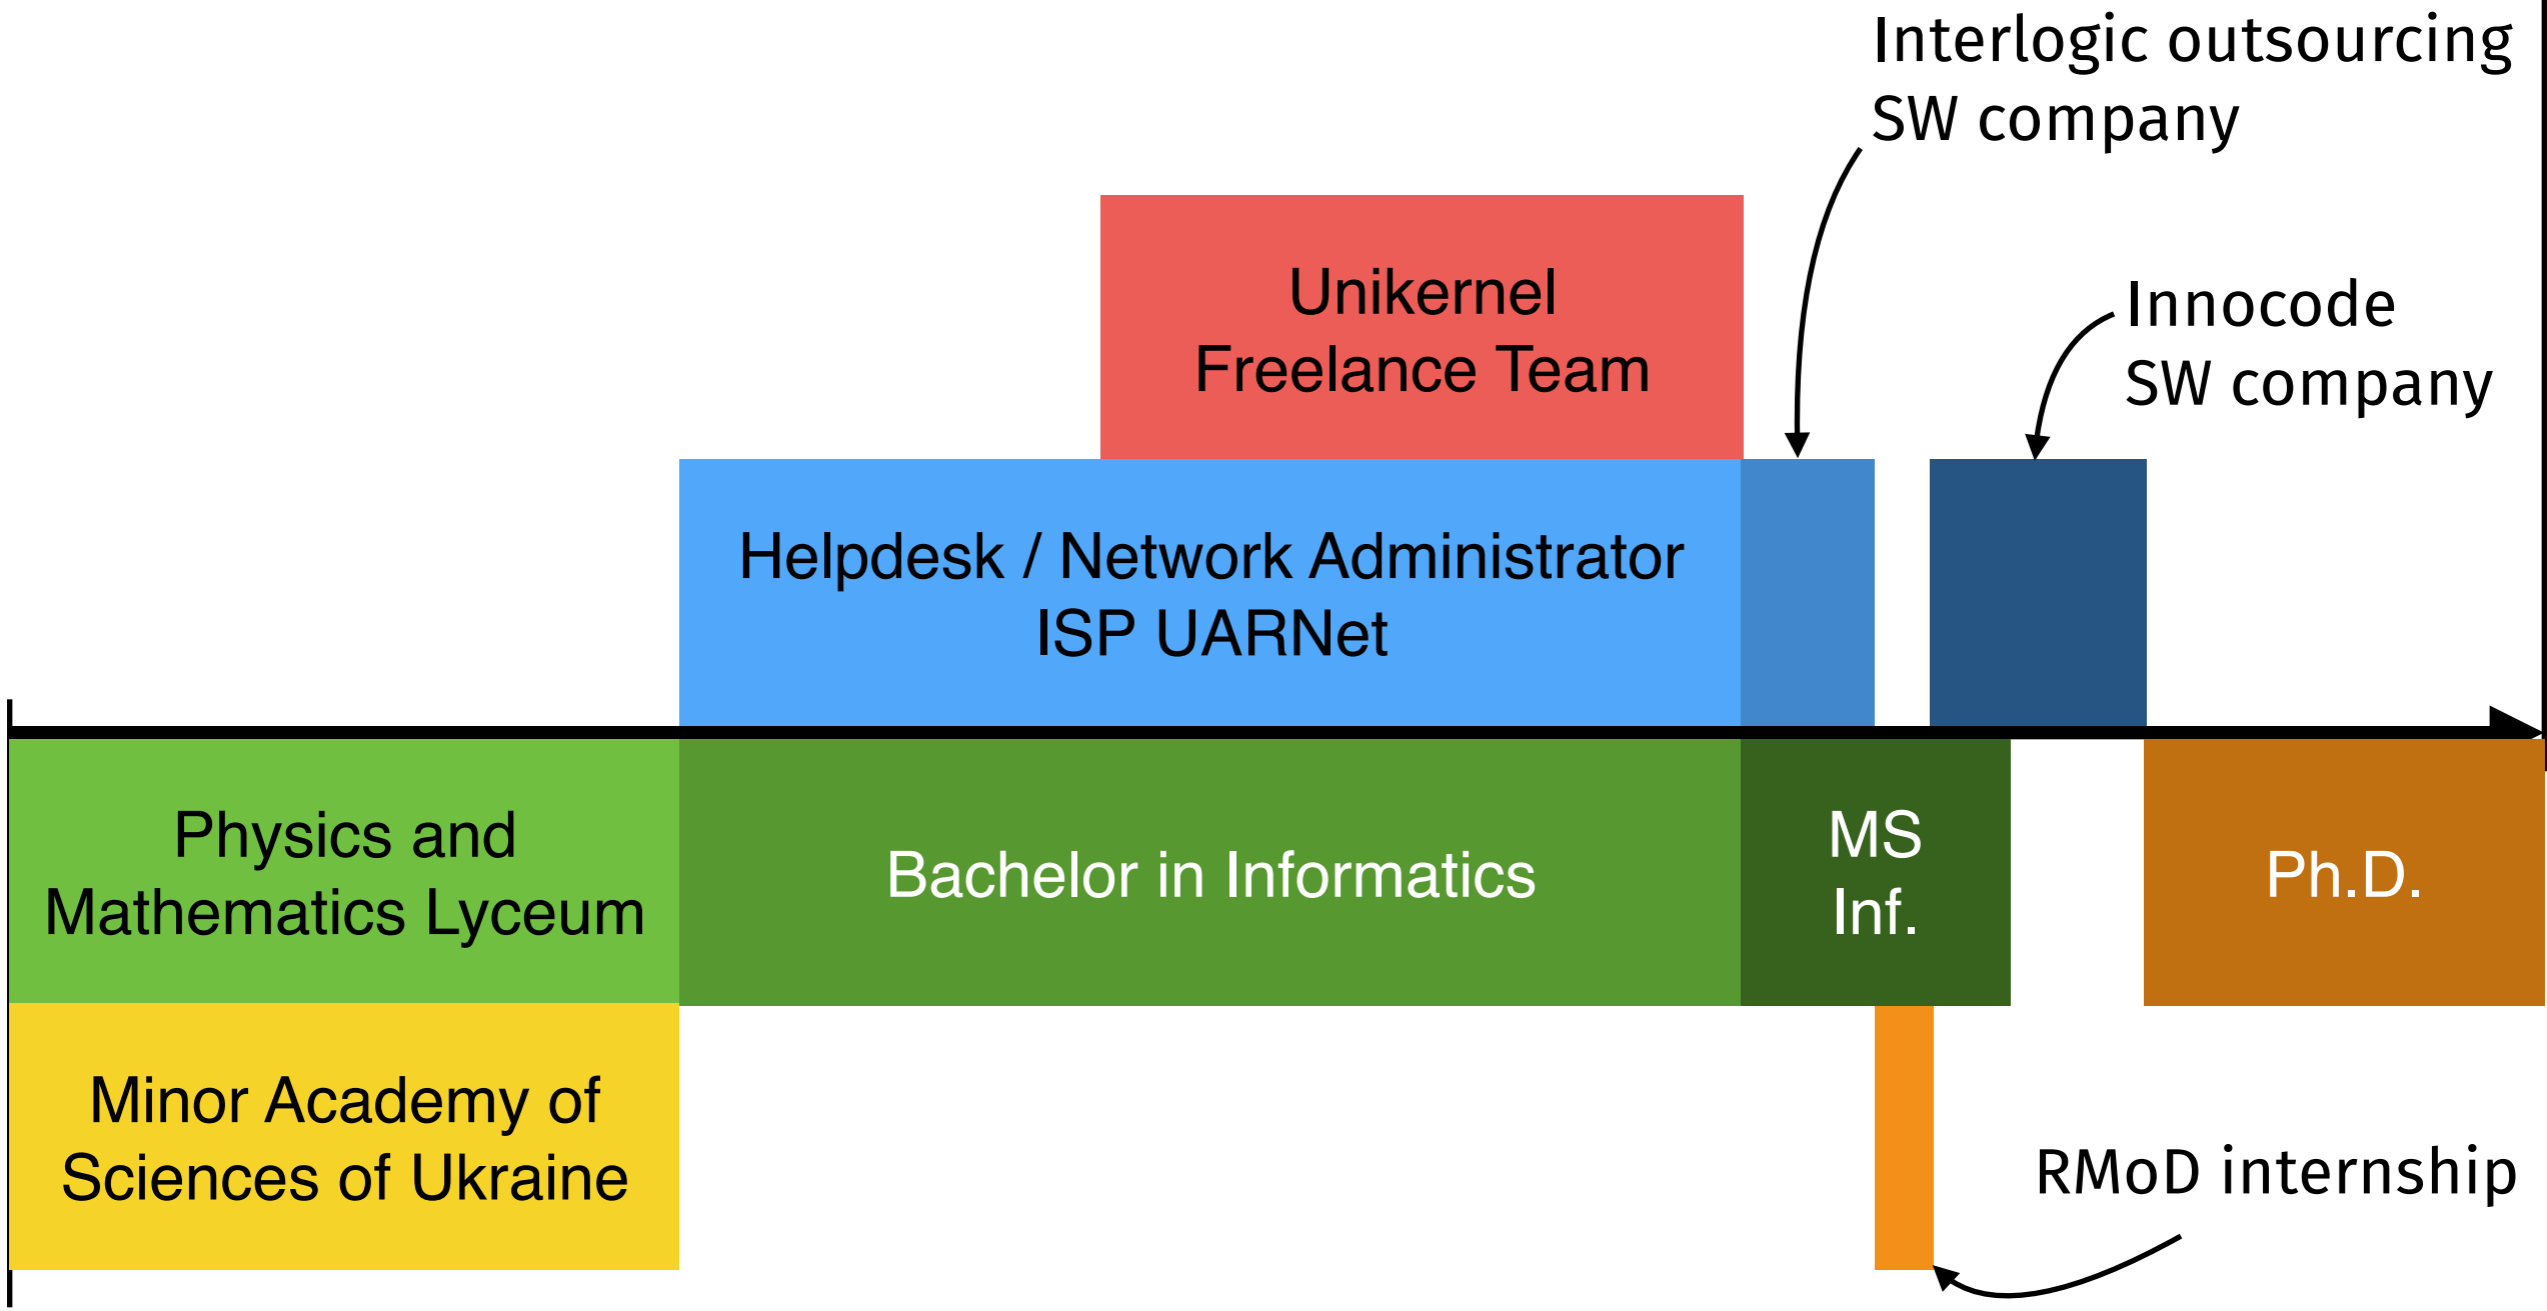 Interlogic outsourcing
SW company
Unikernel
Freelance Team
Innocode
SW company
Helpdesk / Network Administrator
ISP UARNet
Physics and
Mathematics Lyceum
Bachelor in Informatics
MS
Inf.
Ph.D.
Minor Academy of
Sciences of Ukraine
RMoD internship